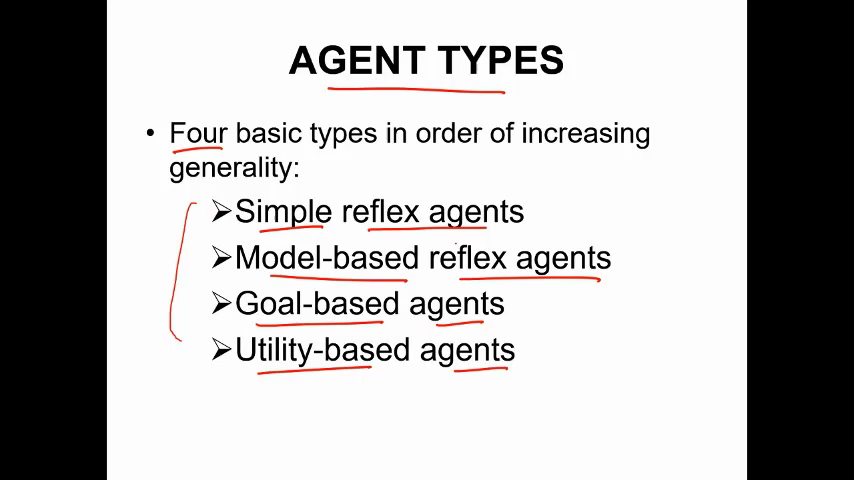 AGENT TYPES
• Four basic types in order of increasing
generality:
➢Simple reflex agents
➢Model-based reflex agents
➢Goal-based agents
➢Utility-based agents